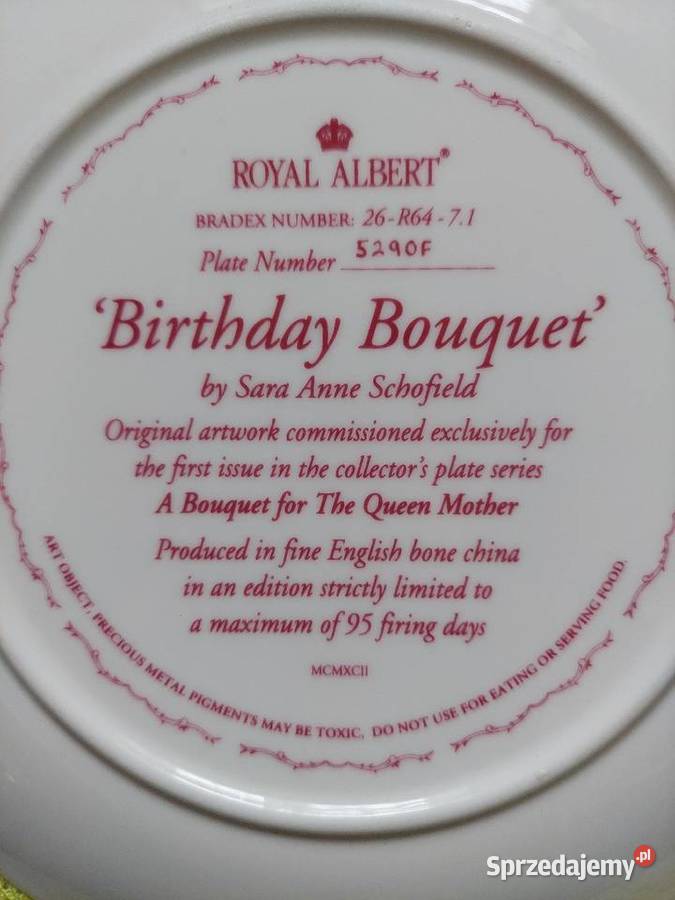 ROYAL ALBERT®
BRADEX NUMBER: 26-R64-7.1
Plate Number 5290F
'Birthday Bouquet'
by Sara Anne Schofield
Original artwork commissioned exclusively for
the first issue in the collector's plate series
A Bouquet for The Queen Mother
Produced in fine English bone china
in an edition strictly limited to
a maximum of 95 firing days
MCMXCII
ART OBJECT, PRECIOUS METAL PIGMENTS MAY BE TOXIC, DO NOT USE FOR EATING OR SERVING FOOD.
Sprzedajemy.pl